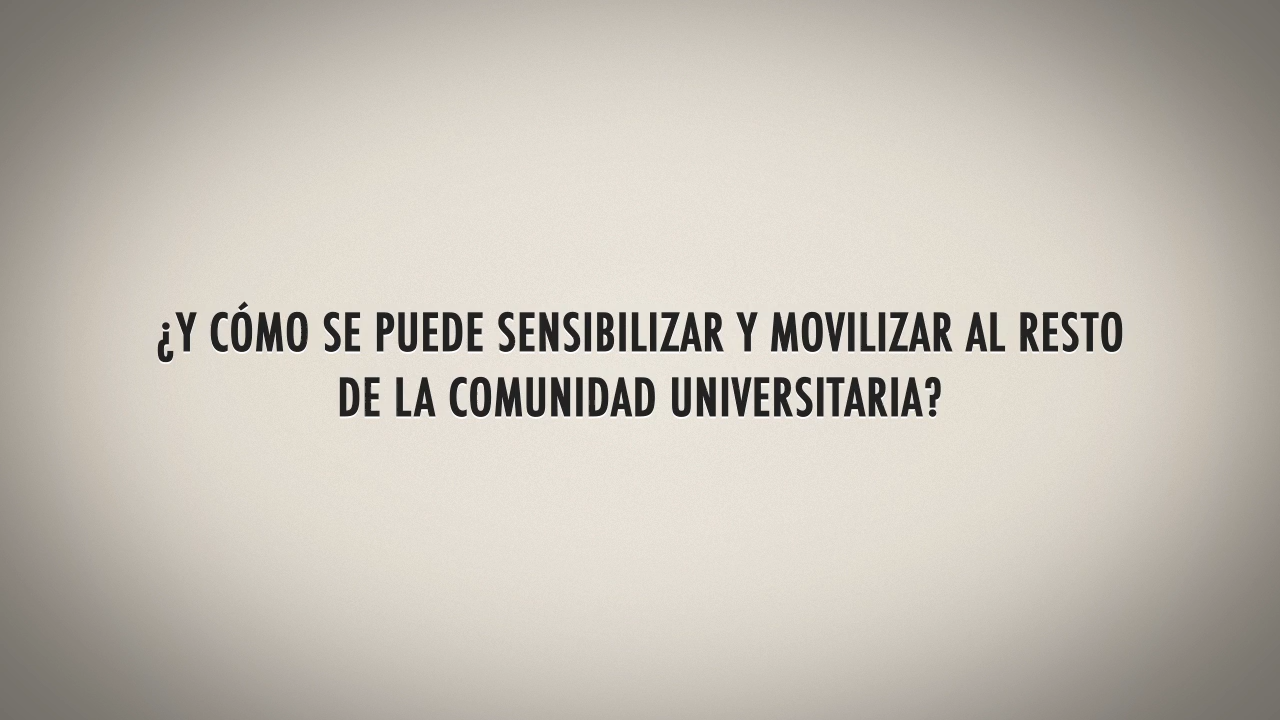 ¿Y CÓMO SE PUEDE SENSIBILIZAR Y MOVILIZAR AL RESTO
DE LA COMUNIDAD UNIVERSITARIA?